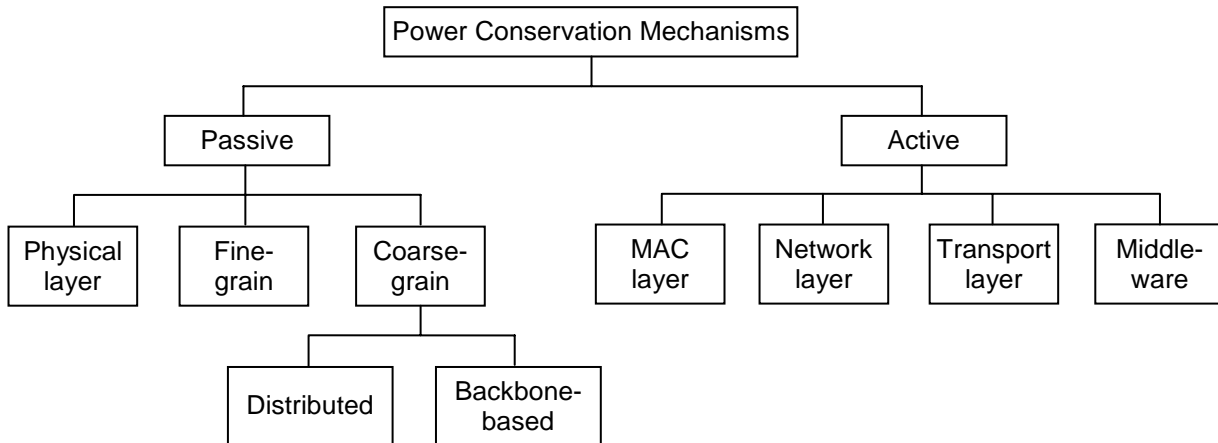 Power Conservation Mechanisms
Passive
Active
Physical
layer
Fine-
grain
Coarse-
grain
MAC
layer
Network
layer
Transport
layer
Middle-
ware
Distributed
Backbone-
based